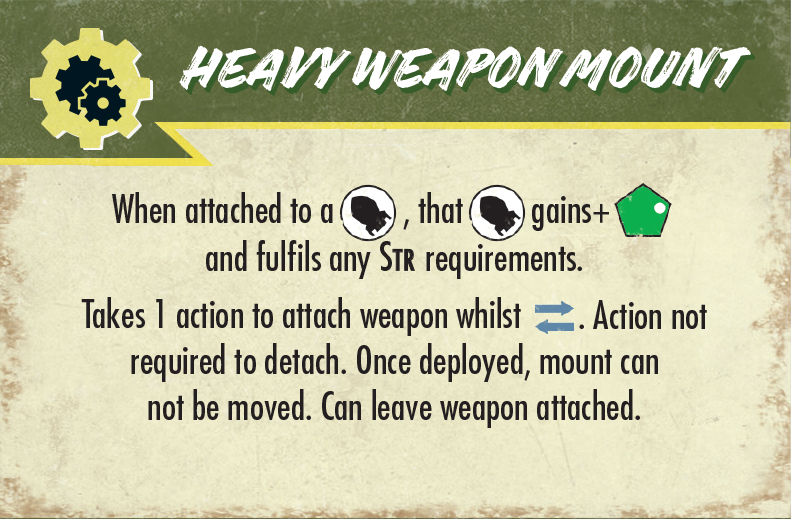 HEAVY WEAPON MOUNT
When attached to a , that gains+
and fulfils any STR requirements.
Takes 1 action to attach weapon whilst . Action not
required to detach. Once deployed, mount can
not be moved. Can leave weapon attached.